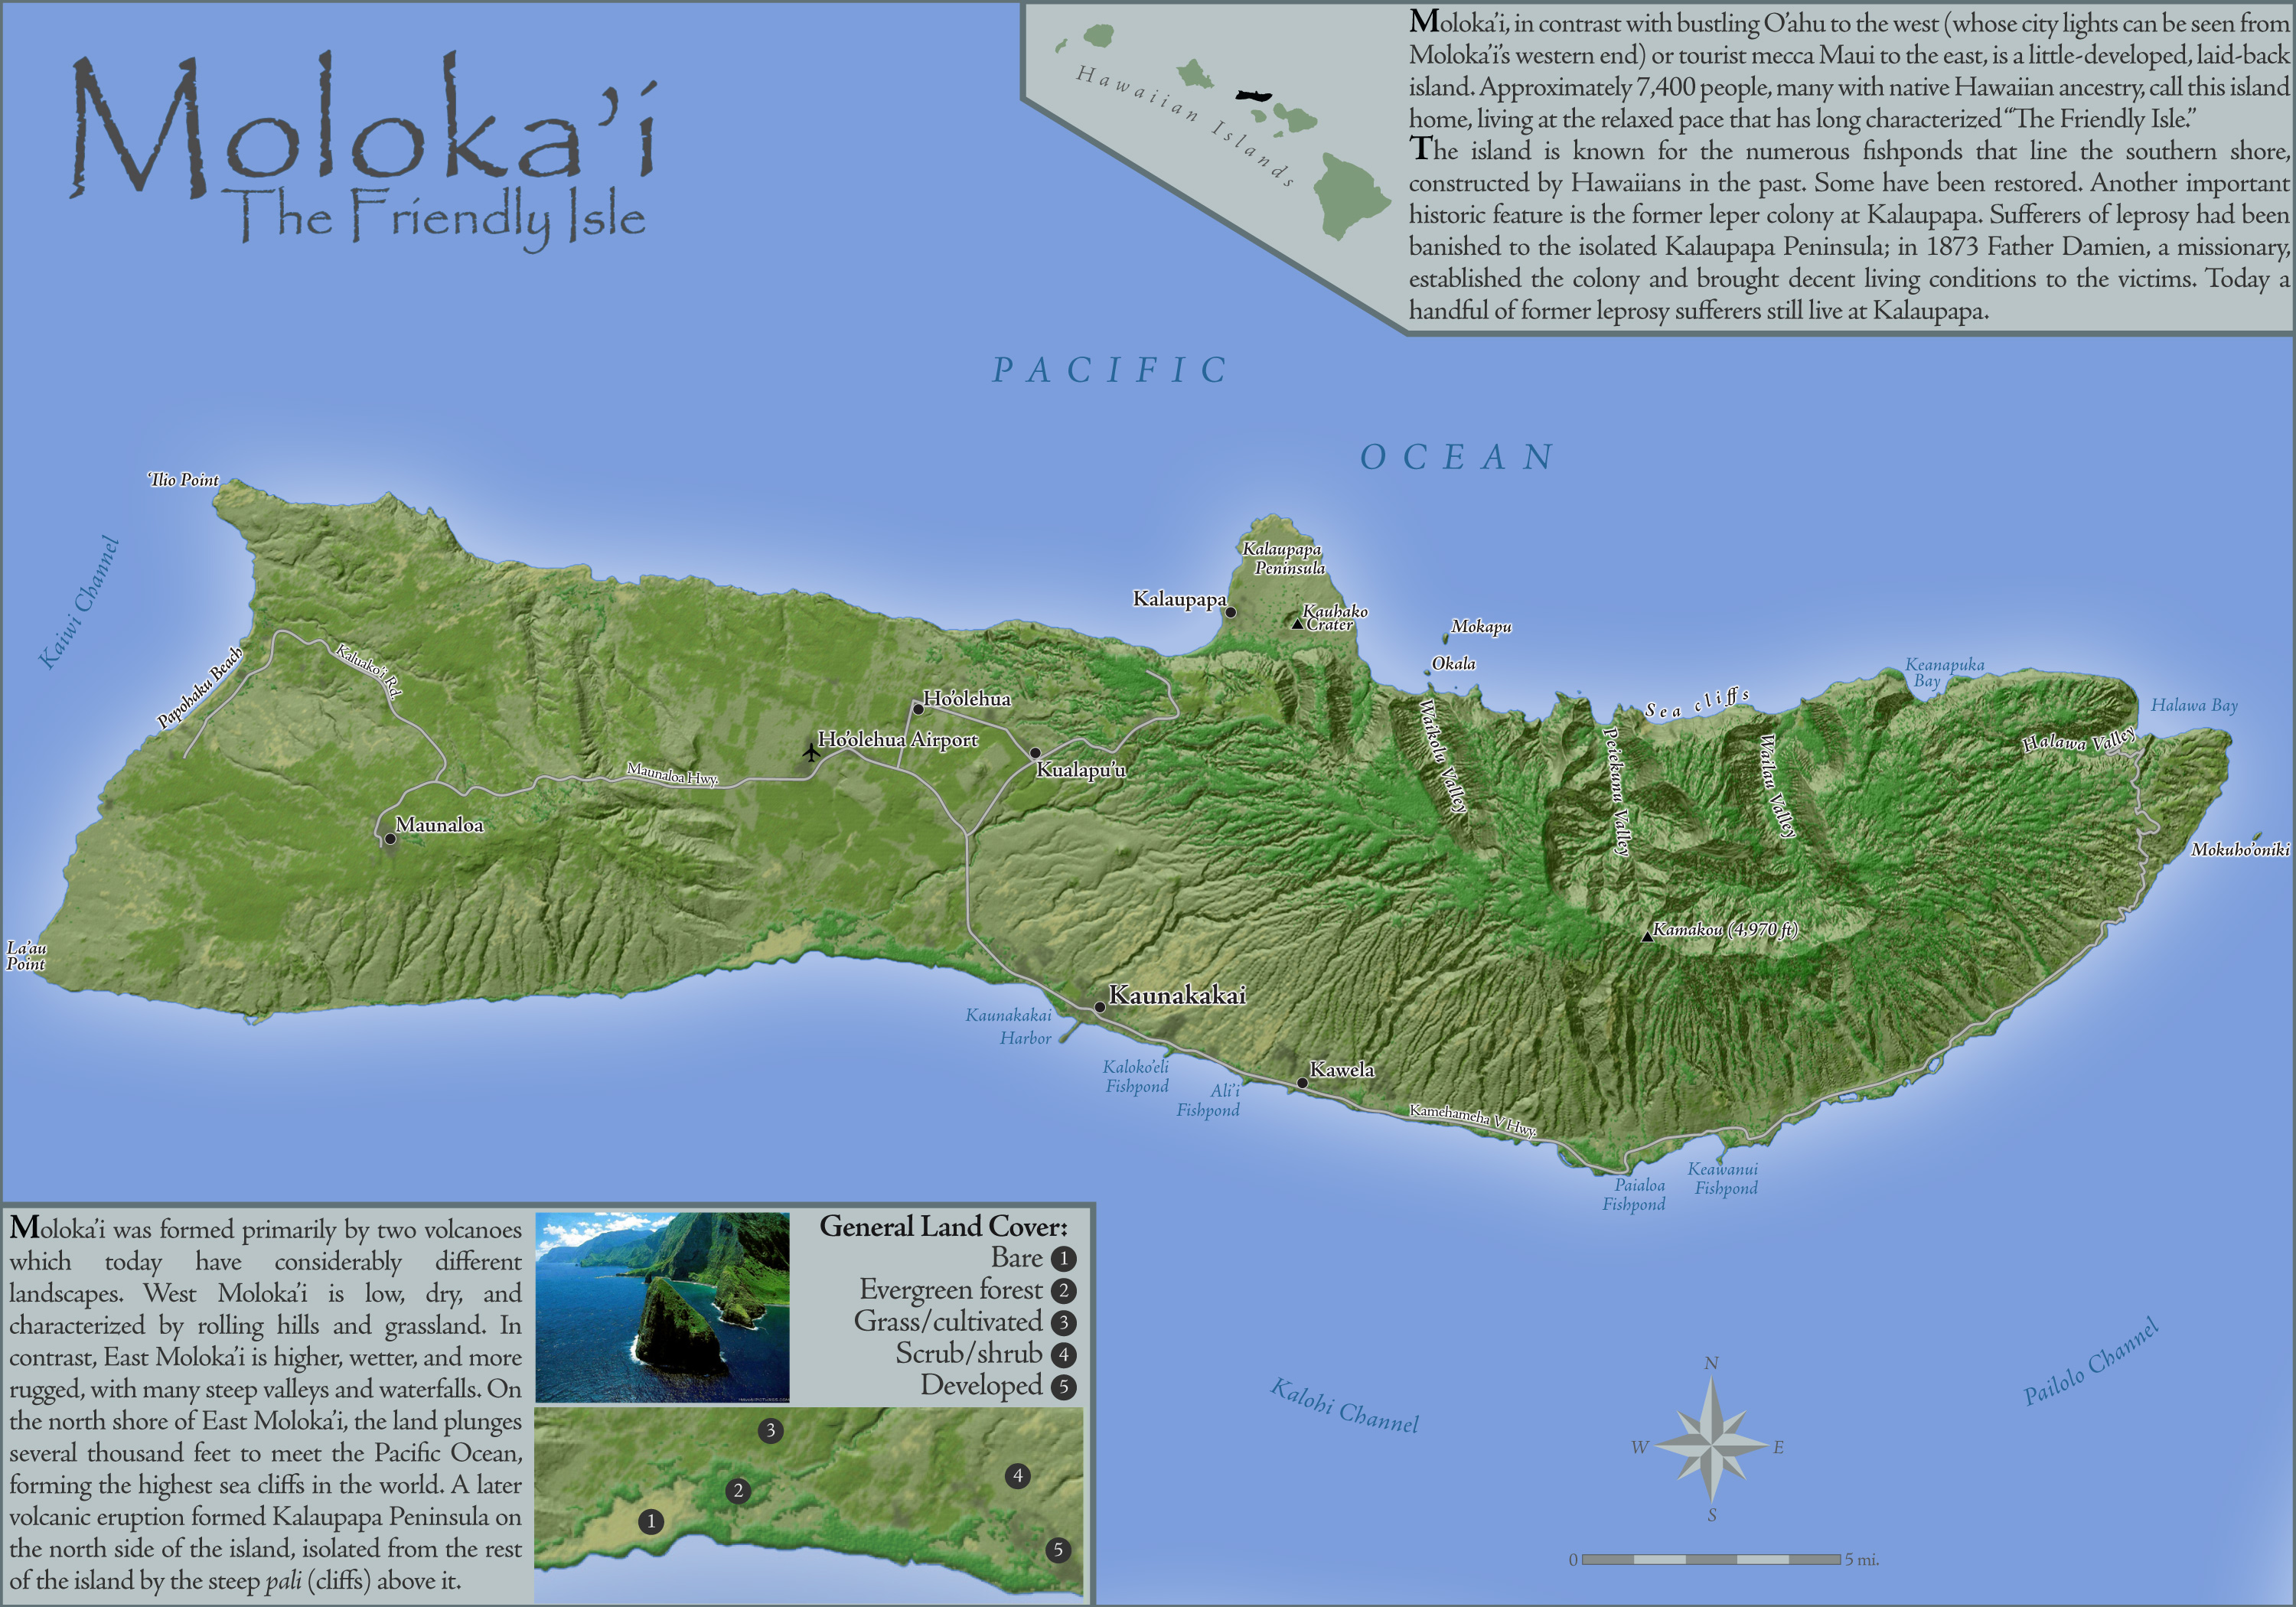 Moloka'i
The Friendly Isle
Hawaiian Islands
Moloka'i, in contrast with bustling O'ahu to the west (whose city lights can be seen from
Moloka'i's western end) or tourist mecca Maui to the east, is a little-developed, laid-back
island. Approximately 7,400 people, many with native Hawaiian ancestry, call this island
home, living at the relaxed pace that has long characterized “The Friendly Isle.”
The island is known for the numerous fishponds that line the southern shore,
constructed by Hawaiians in the past. Some have been restored. Another important
historic feature is the former leper colony at Kalaupapa. Sufferers of leprosy had been
banished to the isolated Kalaupapa Peninsula; in 1873 Father Damien, a missionary,
established the colony and brought decent living conditions to the victims. Today a
handful of former leprosy sufferers still live at Kalaupapa.
PACIFIC
OCEAN
'Ilio Point
Kaiwi Channel
Papohaku Beach
Kaluako'i Rd.
Kalaupapa
Peninsula
Kalaupapa
Kauhako
Crater
Mokapu
Okala
Keanapuka
Bay
Sea cliffs
Halawa Bay
Halawa Valley
Ho'olehua
Ho'olehua Airport
Kualapu'u
Maunaloa Hwy.
Waikolu Valley
Pelekunu Valley
Wailau Valley
Maunaloa
Mokuho'oniki
La'au
Point
Kamakou (4,970 ft)
Kaunakakai
Kaunakakai
Harbor
Kaloko'eli
Fishpond
Ali'i
Fishpond
Kawela
Kamehameha V Hwy.
Keawanui
Fishpond
Paialoa
Fishpond
Moloka'i was formed primarily by two volcanoes
which today have considerably different
landscapes. West Moloka'i is low, dry, and
characterized by rolling hills and grassland. In
contrast, East Moloka'i is higher, wetter, and more
rugged, with many steep valleys and waterfalls. On
the north shore of East Moloka'i, the land plunges
several thousand feet to meet the Pacific Ocean,
forming the highest sea cliffs in the world. A later
volcanic eruption formed Kalaupapa Peninsula on
the north side of the island, isolated from the rest
of the island by the steep pali (cliffs) above it.
General Land Cover:
Bare 1
Evergreen forest 2
Grass/cultivated 3
Scrub/shrub 4
Developed 5
3
4
2
1
5
Kalohi Channel
Pailolo Channel
N
W
E
S
0
5 mi.